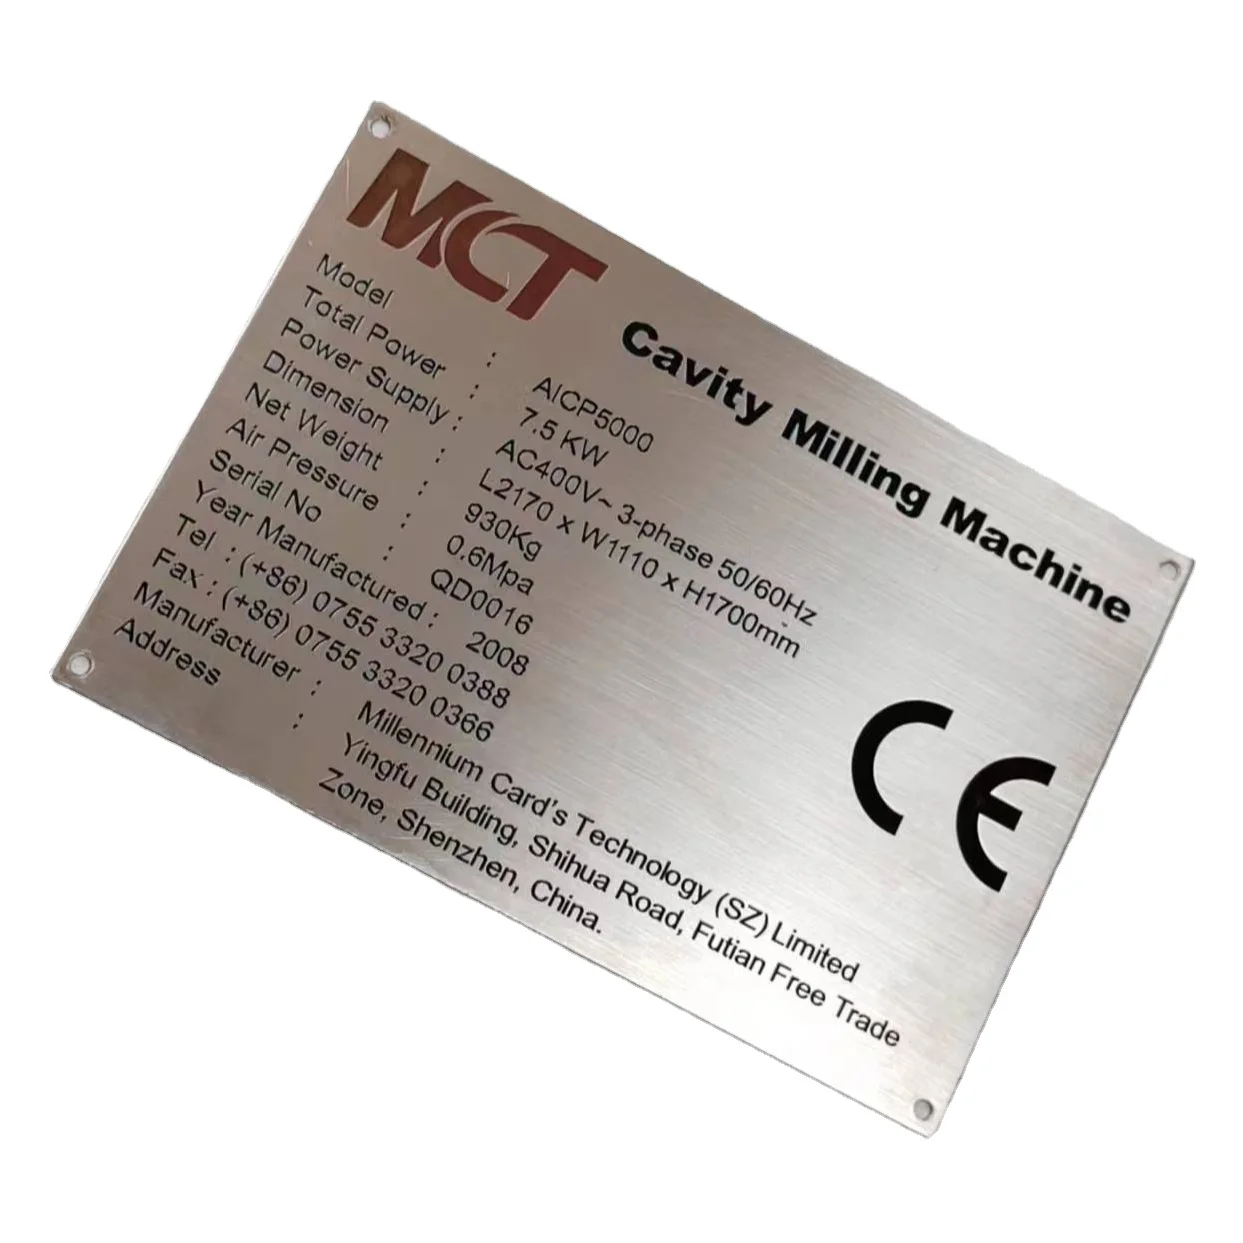 MCT
Cavity Milling Machine
Model : AICP5000
Total Power : 7.5 KW
Power Supply : AC400V~ 3-phase 50/60Hz
Dimension : L2170 x W1110 x H1700mm
Net Weight : 930Kg
Air Pressure : 0.6Mpa
Serial No : QD0016
Year Manufactured : 2008
Tel : (+86) 0755 3320 0388
Fax : (+86) 0755 3320 0366
Manufacturer : Millennium Card's Technology (SZ) Limited
Address : Yingfu Building, Shihua Road, Futian Free Trade
Zone, Shenzhen, China.
CE